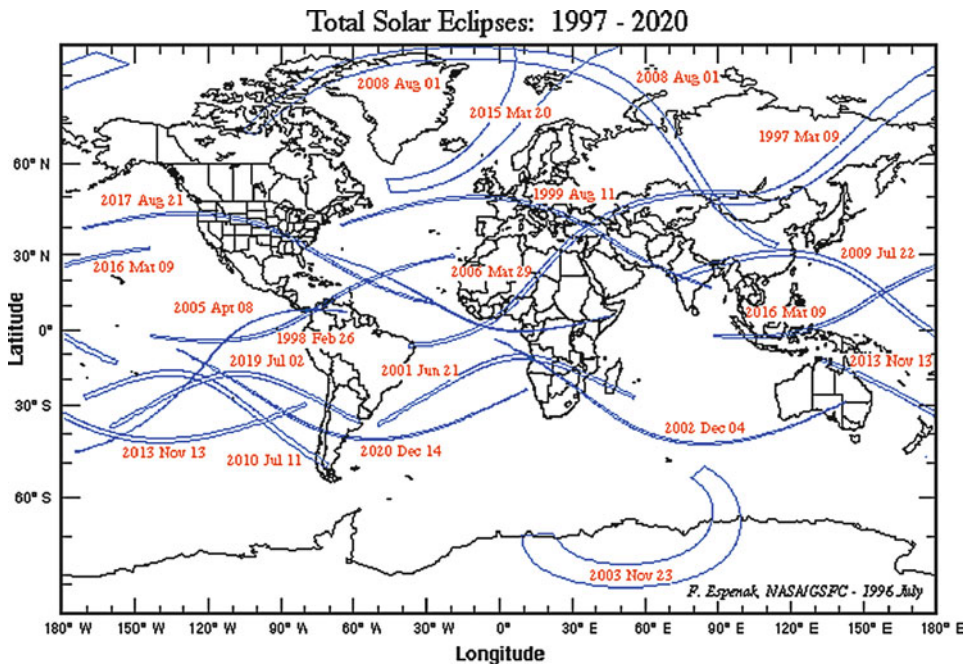 Total Solar Eclipses: 1997 - 2020
2008 Aug 01
2008 Aug 01
2015 Mar 20
1997 Mar 09
60° N
2017 Aug 21
1999 Aug 11
30° N
2016 Mar 09
2006 Mar 29
2009 Jul 22
2005 Apr 08
2016 Mar 09
Latitude
0°
1998 Feb 26
2019 Jul 02
2001 Jun 21
2013 Nov 13
30° S
2013 Nov 13
2010 Jul 11
2020 Dec 14
2002 Dec 04
60° S
2003 Nov 23
F. Espenak, NASA/GSFC - 1996 July
180° W 150° W 120° W 90° W 60° W 30° W 0° 30° E 60° E 90° E 120° E 150° E 180° E
Longitude